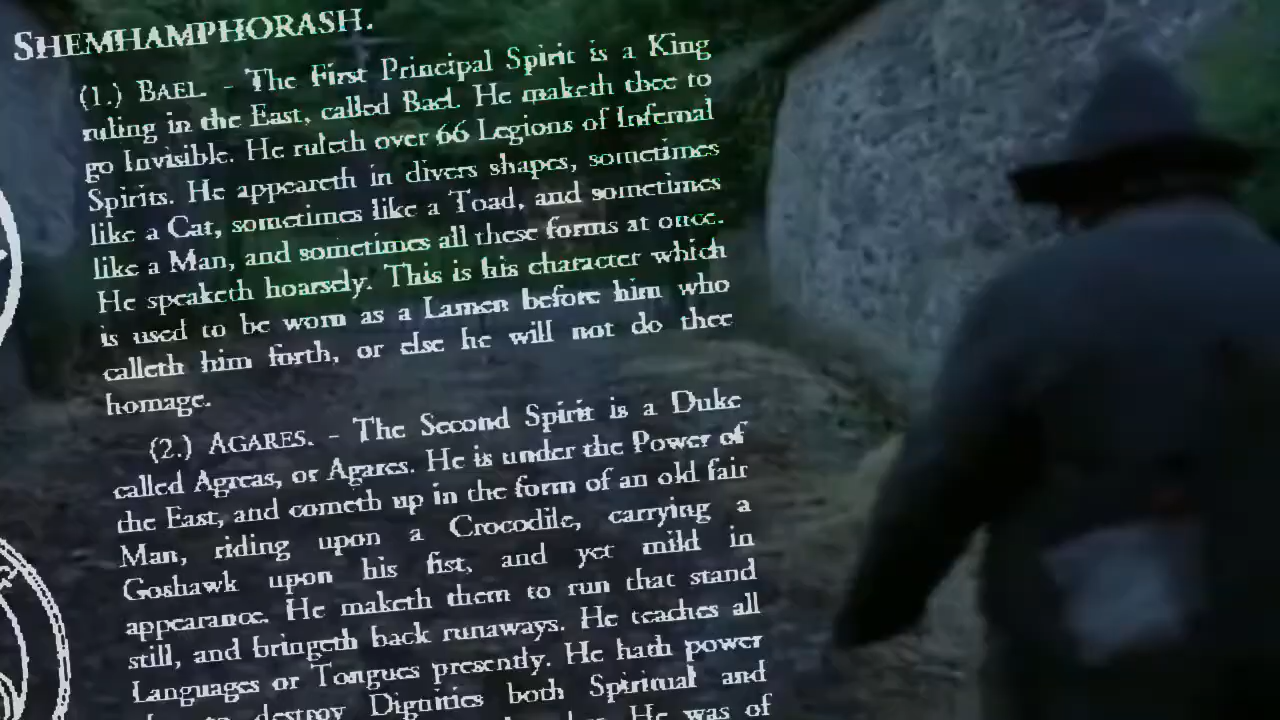 SHEMHAMPHORASH.
(1.) BAEL. - The First Principal Spirit is a King
ruling in the East, called Bael. He maketh thee to
go Invisible. He ruleth over 66 Legions of Infernal
Spirits. He appeareth in divers shapes, sometimes
like a Cat, sometimes like a Toad, and sometimes
like a Man, and sometimes all these forms at once.
He speaketh hoarsely. This is his character which
is used to be worn as a Lamen before him who
calleth him forth, or else he will not do thee
homage.
(2.) AGARES. - The Second Spirit is a Duke
called Agreas, or Agares. He is under the Power of
the East, and cometh up in the form of an old fair
Man, riding upon a Crocodile, carrying a
Goshawk upon his fist, and yet mild in
appearance. He maketh them to run that stand
still, and bringeth back runaways. He teaches all
Languages or Tongues presently. He hath power
destroy Dignities both Spiritual and
He was of